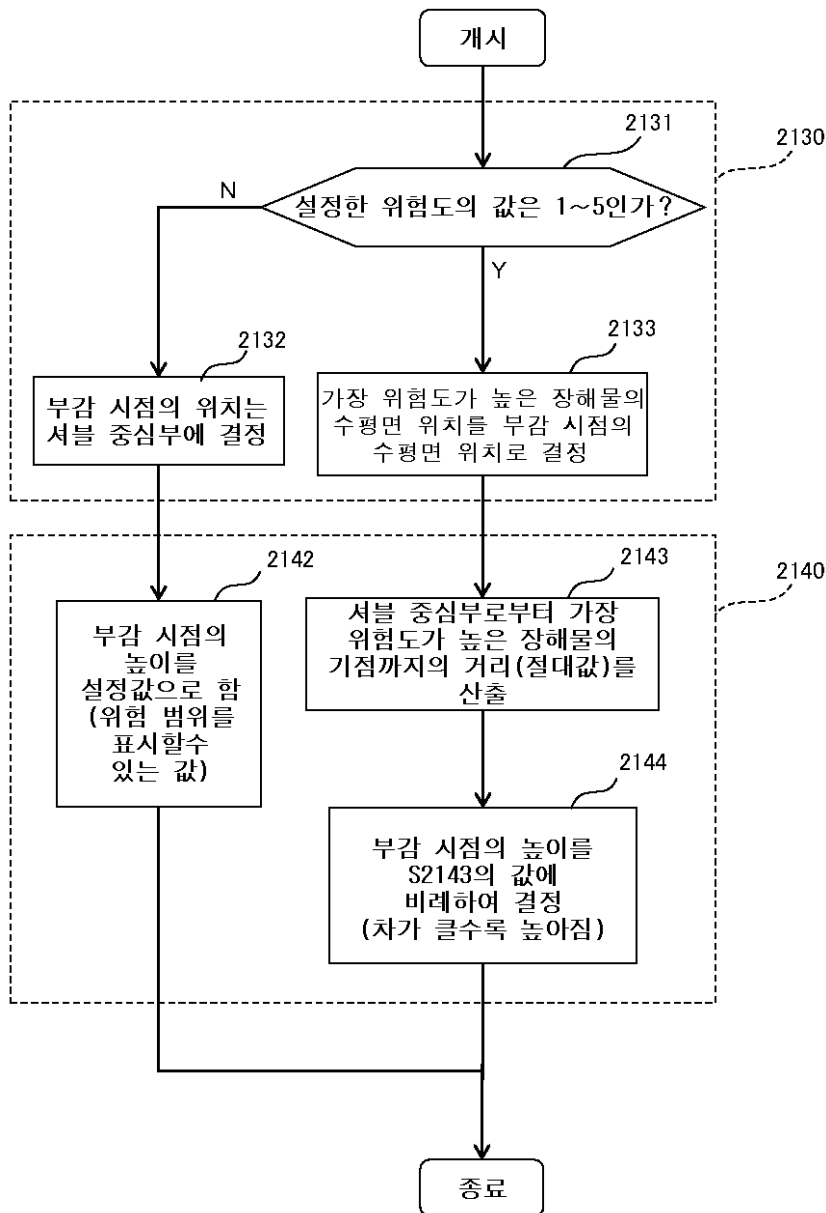 개시
2131
2130
설정한 위험도의 값은 1~5인가?
N
Y
2132
부감 시점의 위치는
셔블 중심부에 결정
2133
가장 위험도가 높은 장해물의
수평면 위치를 부감 시점의
수평면 위치로 결정
2140
2142
부감 시점의
높이를
설정값으로 함
(위험 범위를
표시할수
있는 값)
2143
셔블 중심부로부터 가장
위험도가 높은 장해물의
기점까지의 거리(절대값)를
산출
2144
부감 시점의 높이를
S2143의 값에
비례하여 결정
(차가 클수록 높아짐)
종료